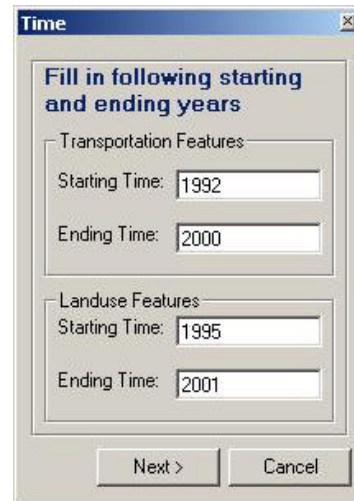 Time
Fill in following starting
and ending years
Transportation Features
Starting Time: 1992
Ending Time: 2000
Landuse Features
Starting Time: 1995
Ending Time: 2001
Next > Cancel